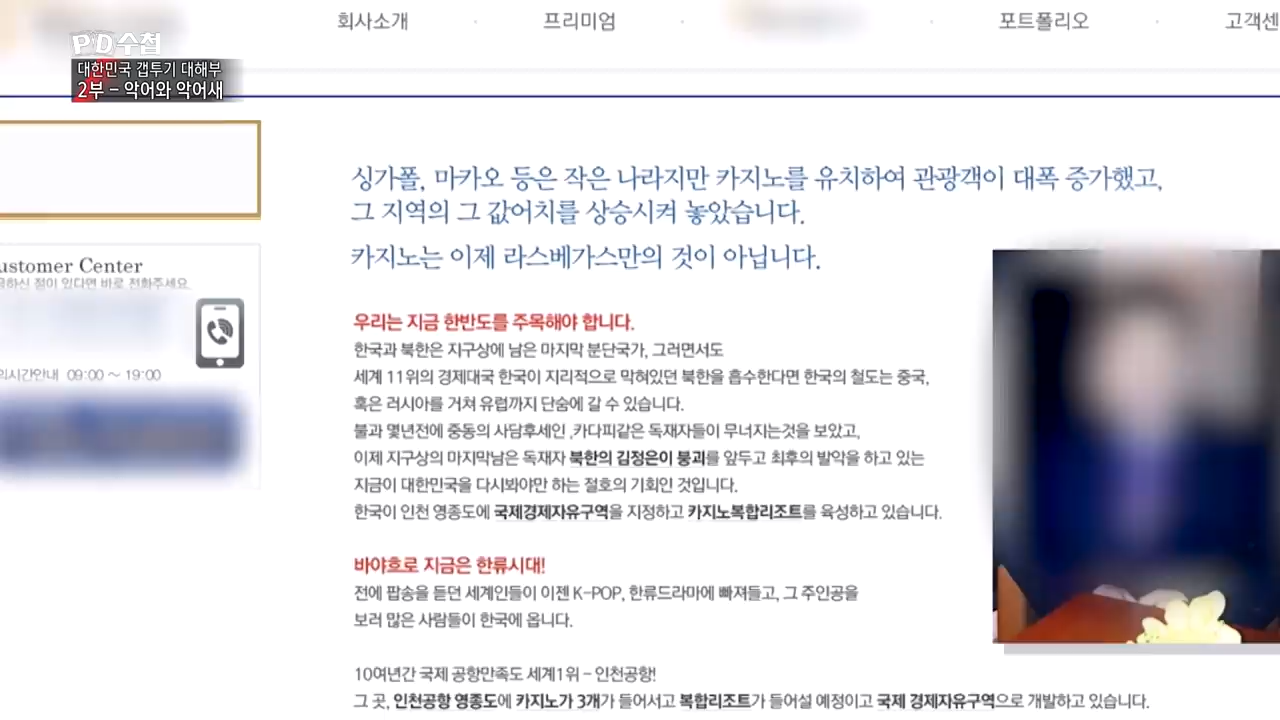 회사소개 · 프리미엄 · · 포트폴리오 · 고객센
PD수첩
대한민국 갭투기 대해부
2부 - 악어와 악어새
싱가폴, 마카오 등은 작은 나라지만 카지노를 유치하여 관광객이 대폭 증가했고,
그 지역의 그 값어치를 상승시켜 놓았습니다.
카지노는 이제 라스베가스만의 것이 아닙니다.
ustomer Center
금하신 점이 있다면 바로 전화주세요.
의시간안내 09:00 ~ 19:00
우리는 지금 한반도를 주목해야 합니다.
한국과 북한은 지구상에 남은 마지막 분단국가, 그러면서도
세계 11위의 경제대국 한국이 지리적으로 막혀있던 북한을 흡수한다면 한국의 철도는 중국,
혹은 러시아를 거쳐 유럽까지 단숨에 갈 수 있습니다.
불과 몇년전에 중동의 사담후세인 ,카다피같은 독재자들이 무너지는것을 보았고,
이제 지구상의 마지막남은 독재자 북한의 김정은이 붕괴를 앞두고 최후의 발악을 하고 있는
지금이 대한민국을 다시봐야만 하는 절호의 기회인 것입니다.
한국이 인천 영종도에 국제경제자유구역을 지정하고 카지노복합리조트를 육성하고 있습니다.
바야흐로 지금은 한류시대!
전에 팝송을 듣던 세계인들이 이젠 K-POP, 한류드라마에 빠져들고, 그 주인공을
보러 많은 사람들이 한국에 옵니다.
10여년간 국제 공항만족도 세계1위 - 인천공항!
그 곳, 인천공항 영종도에 카지노가 3개가 들어서고 복합리조트가 들어설 예정이고 국제 경제자유구역으로 개발하고 있습니다.